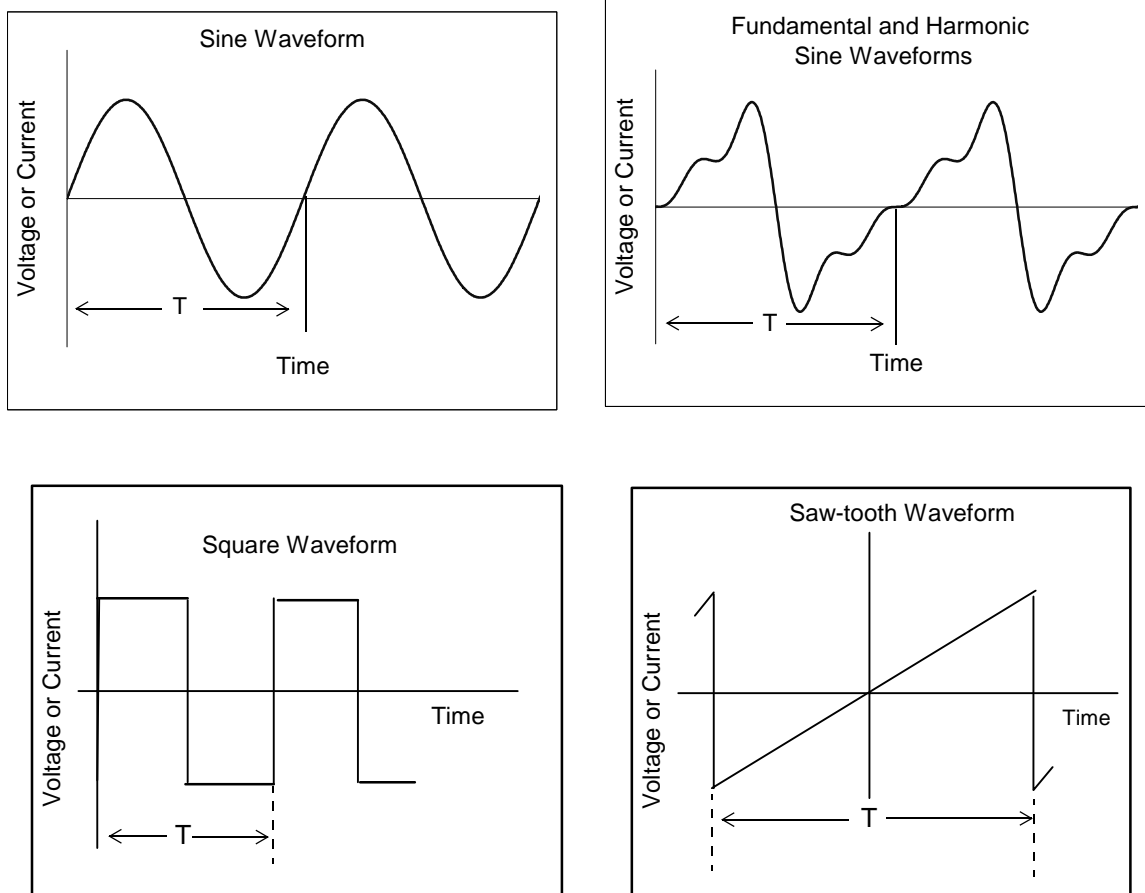 Sine Waveform
Voltage or Current
T
Time
Fundamental and Harmonic
Sine Waveforms
Voltage or Current
T
Time
Square Waveform
Voltage or Current
Time
T
Saw-tooth Waveform
Voltage or Current
Time
T